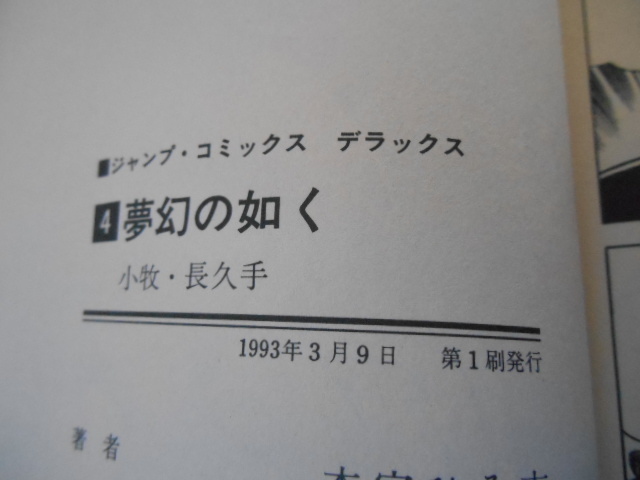 ■ジャンプ・コミックス デラックス
4 夢幻の如く
小牧・長久手
1993年3月9日 第1刷発行
著者